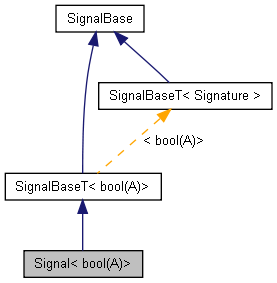 SignalBase
SignalBaseT< Signature >
< bool(A)>
SignalBaseT< bool(A)>
Signal< bool(A)>